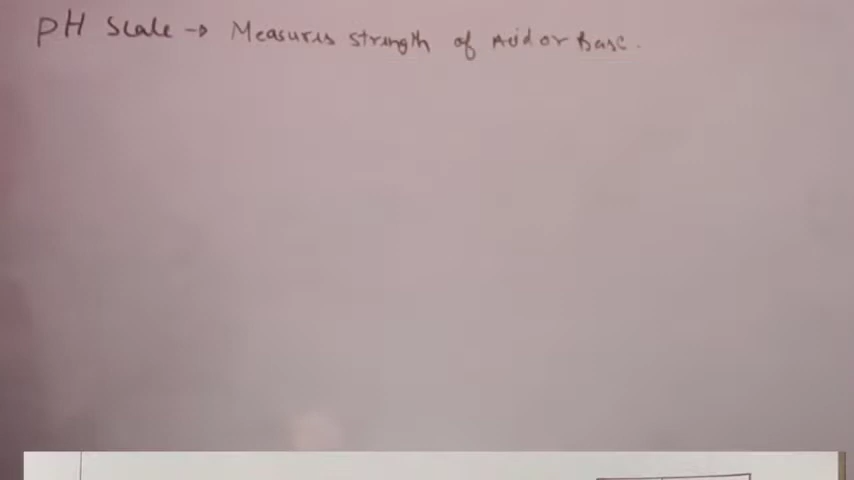 pH Scale → Measures strength of Acid or Base.